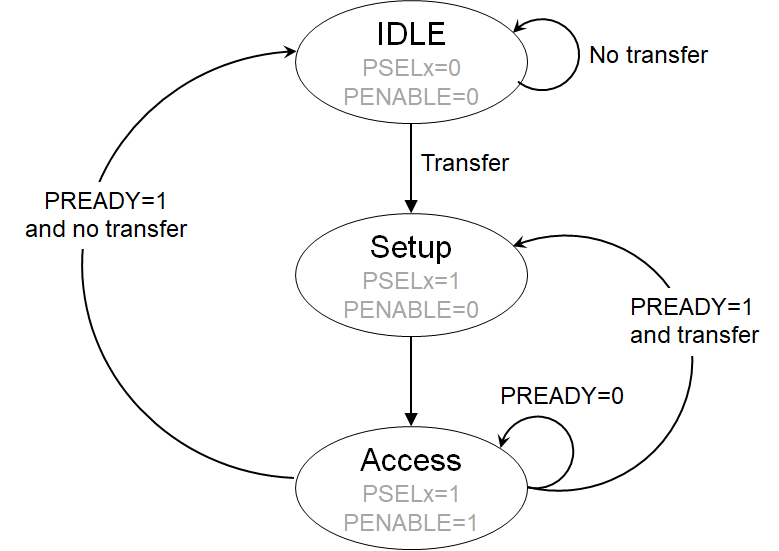 IDLE
PSELx=0
PENABLE=0
No transfer
Transfer
PREADY=1
and no transfer
Setup
PSELx=1
PENABLE=0
PREADY=1
and transfer
PREADY=0
Access
PSELx=1
PENABLE=1